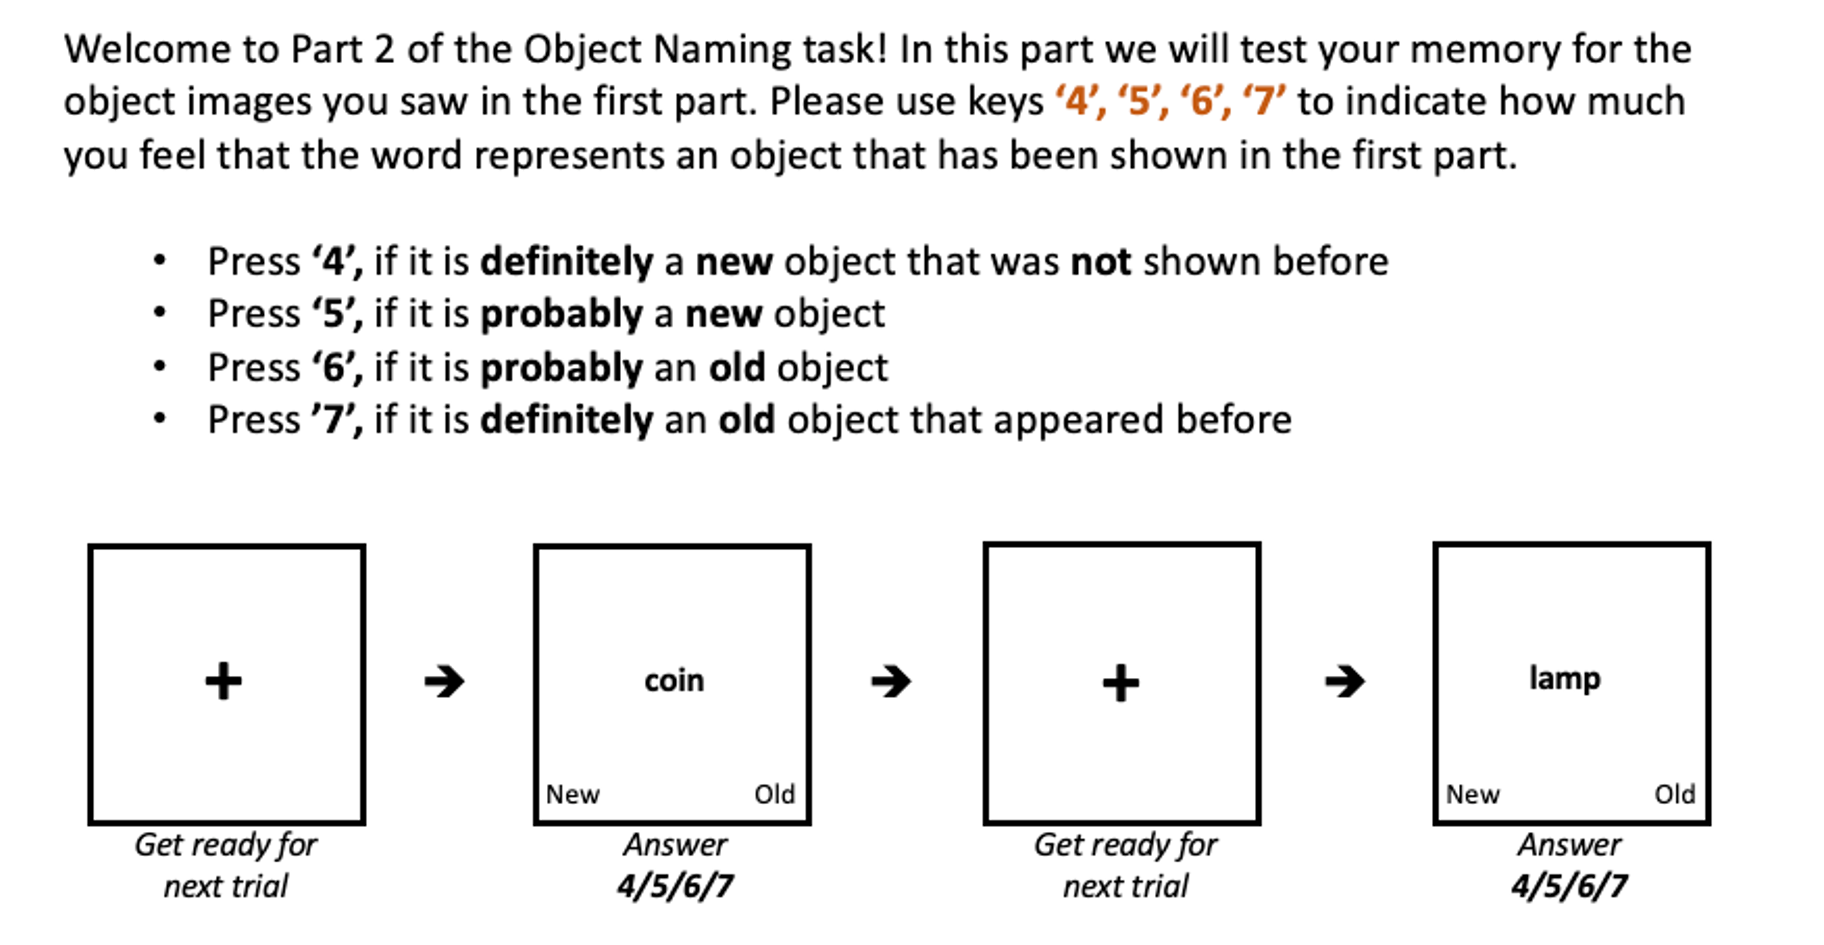 Welcome to Part 2 of the Object Naming task! In this part we will test your memory for the
object images you saw in the first part. Please use keys ‘4’, ‘5’, ‘6’, ‘7’ to indicate how much
you feel that the word represents an object that has been shown in the first part.
• Press ‘4’, if it is definitely a new object that was not shown before
• Press ‘5’, if it is probably a new object
• Press ‘6’, if it is probably an old object
• Press ’7’, if it is definitely an old object that appeared before
+
coin
New Old
+
lamp
New Old
Get ready for
next trial
Answer
4/5/6/7
Get ready for
next trial
Answer
4/5/6/7